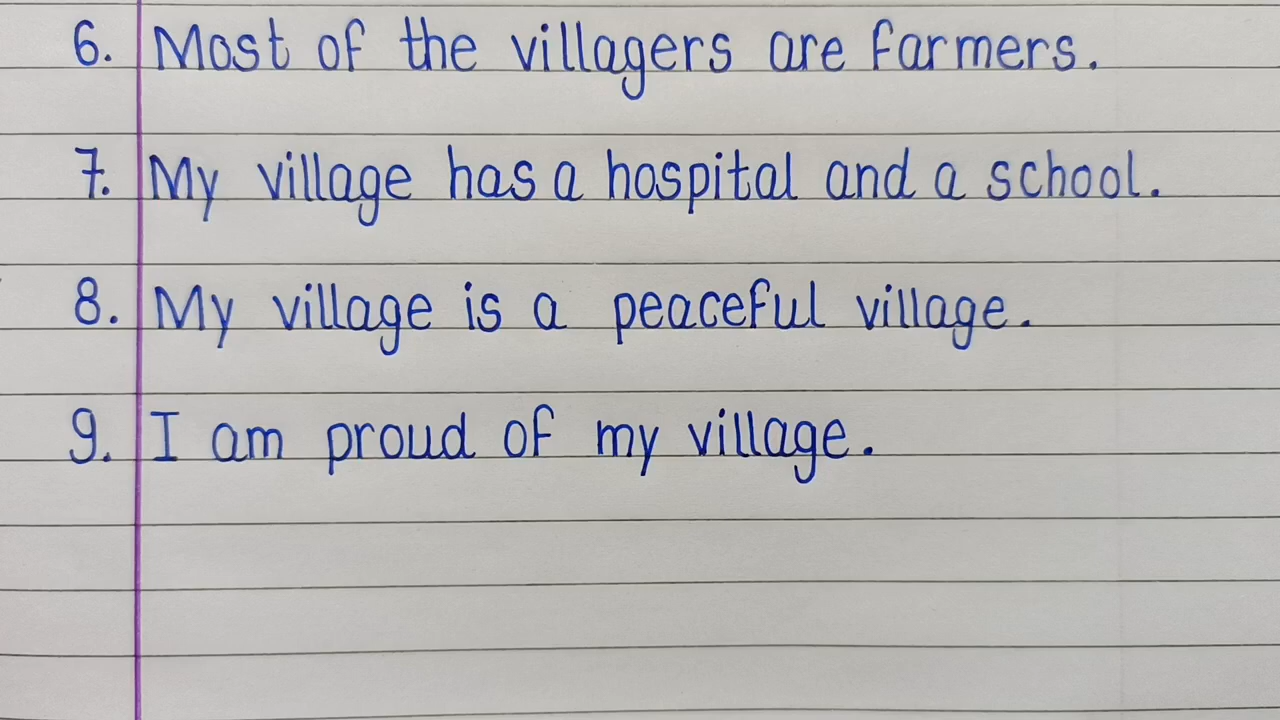 6. Most of the villagers are farmers.
7. My village has a hospital and a school.
8. My village is a peaceful village.
9. I am proud of my village.